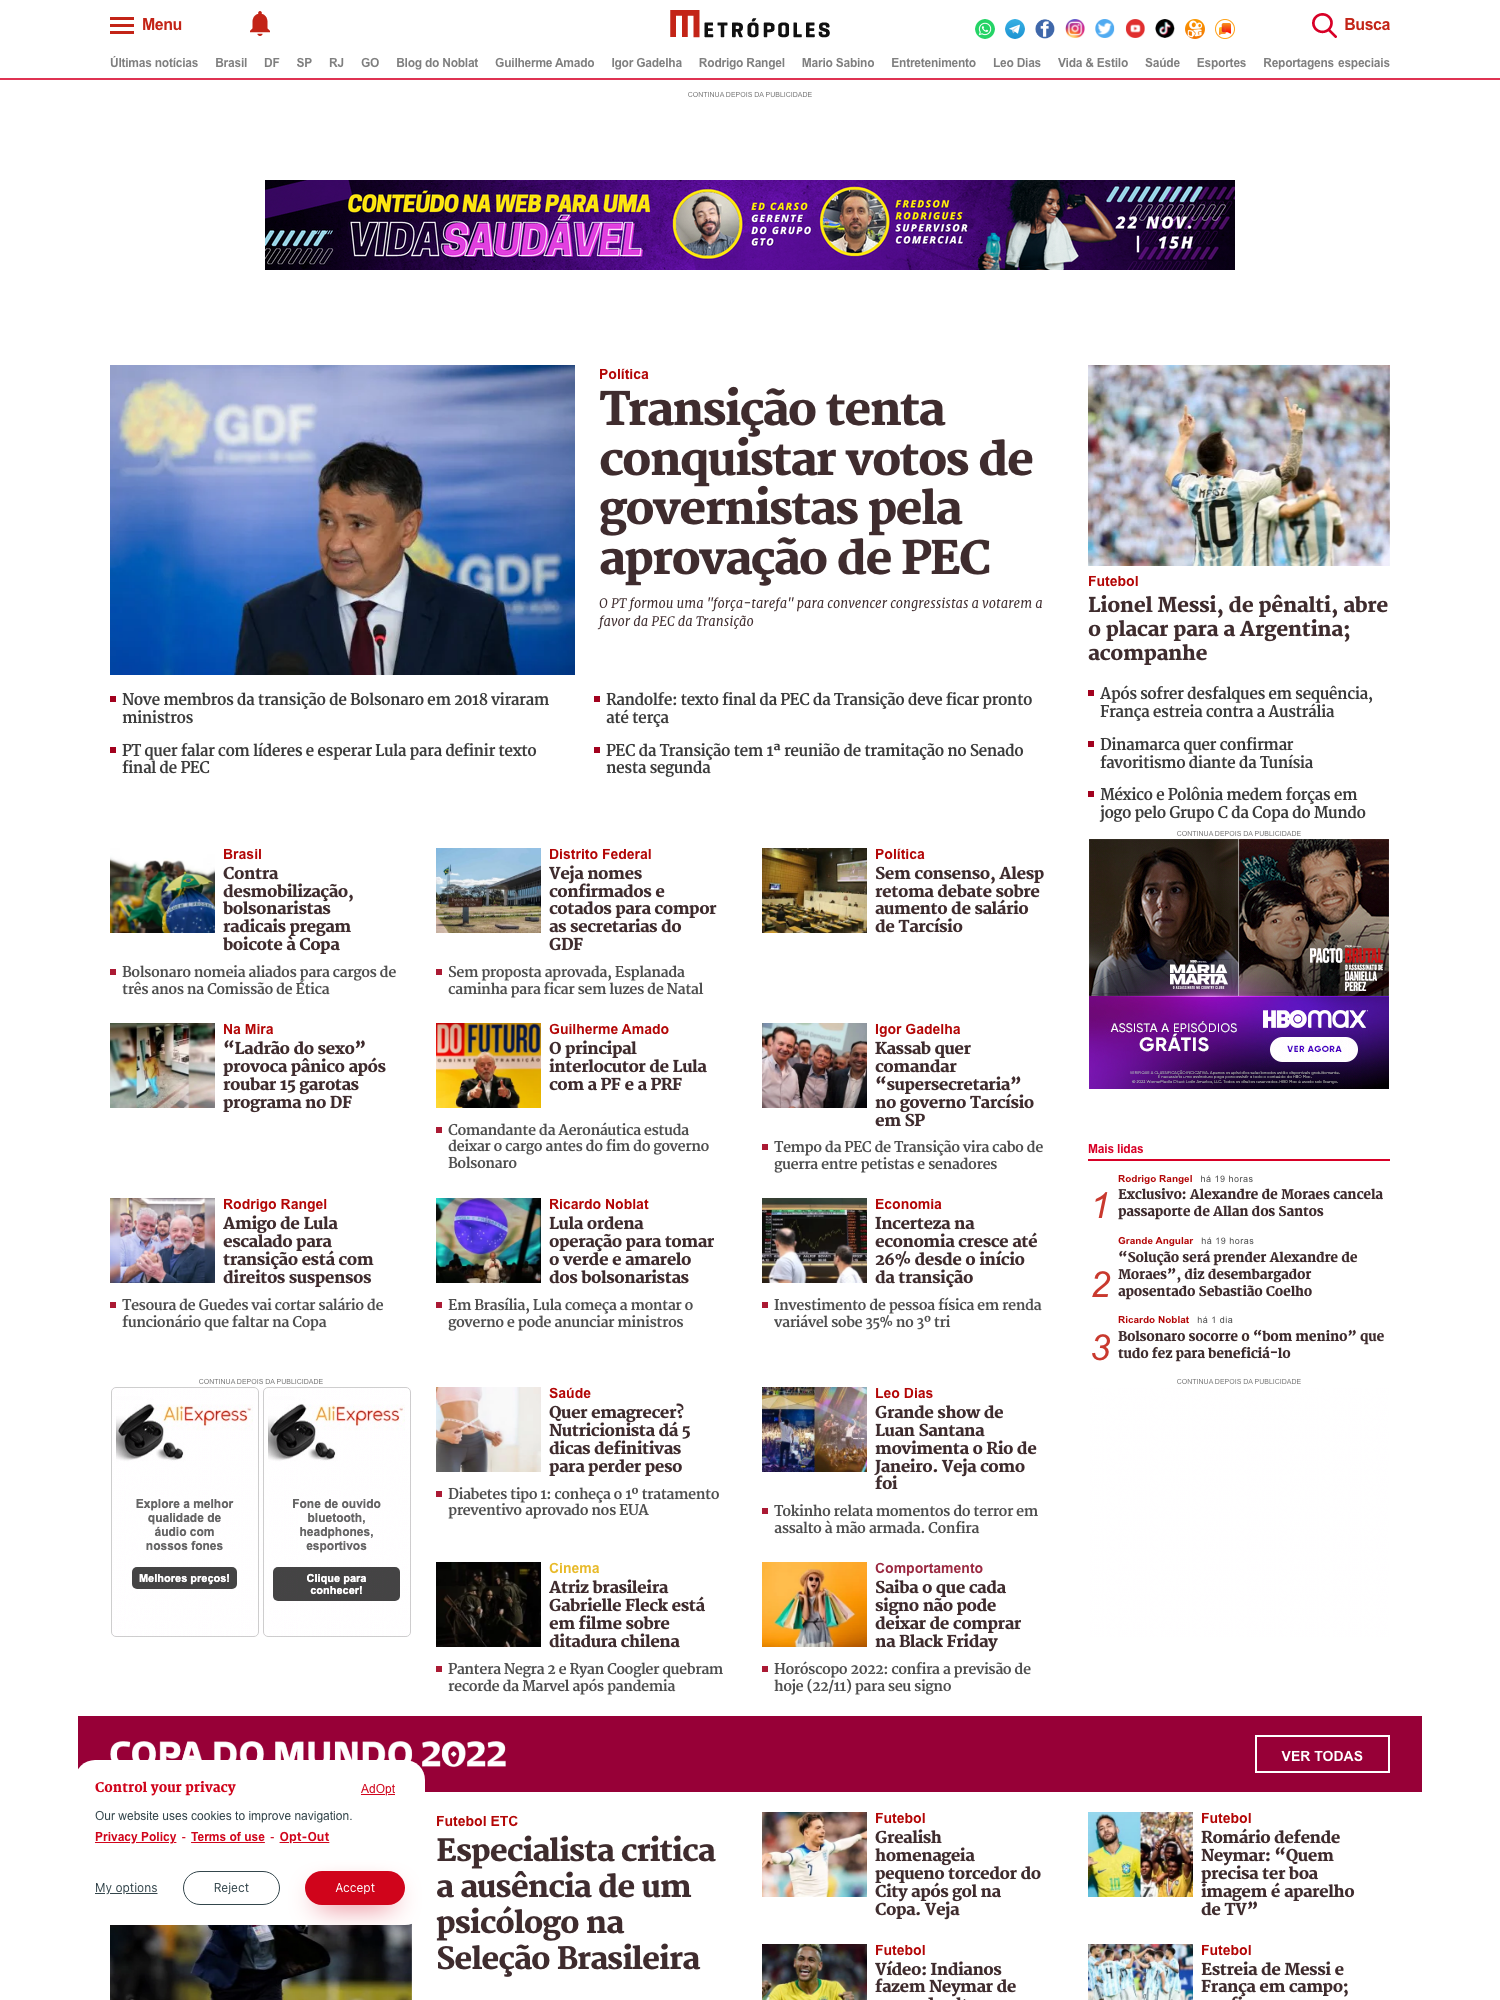 Menu
METRÓPOLES
Busca
Últimas notícias Brasil DF SP RJ GO Blog do Noblat Guilherme Amado Igor Gadelha Rodrigo Rangel Mario Sabino Entretenimento Leo Dias Vida & Estilo Saúde Esportes Reportagens especiais
CONTINUA DEPOIS DA PUBLICIDADE
CONTEÚDO NA WEB PARA UMA
VIDA SAUDÁVEL
ED CARSO
GERENTE
DO GRUPO
GTO
FREDSON
RODRIGUES
SUPERVISOR
COMERCIAL
22 NOV.
| 15H
GDF
GDF
Política
Transição tenta
conquistar votos de
governistas pela
aprovação de PEC
O PT formou uma "força-tarefa" para convencer congressistas a votarem a
favor da PEC da Transição
Nove membros da transição de Bolsonaro em 2018 viraram
ministros
PT quer falar com líderes e esperar Lula para definir texto
final de PEC
Randolfe: texto final da PEC da Transição deve ficar pronto
até terça
PEC da Transição tem 1ª reunião de tramitação no Senado
nesta segunda
MESSI
10
7
Futebol
Lionel Messi, de pênalti, abre
o placar para a Argentina;
acompanhe
Após sofrer desfalques em sequência,
França estreia contra a Austrália
Dinamarca quer confirmar
favoritismo diante da Tunísia
México e Polônia medem forças em
jogo pelo Grupo C da Copa do Mundo
CONTINUA DEPOIS DA PUBLICIDADE
HAPPY
NEW YEAR
MARIA
MARTA
O ASSASSINATO NO COUNTRY CLUB
PACTO BRUTAL
O ASSASSINATO DE
DANIELLA
PEREZ
ASSISTA A EPISÓDIOS
GRÁTIS
HBOmax
VER AGORA
Brasil
Contra
desmobilização,
bolsonaristas
radicais pregam
boicote à Copa
Bolsonaro nomeia aliados para cargos de
três anos na Comissão de Ética
Distrito Federal
Veja nomes
confirmados e
cotados para compor
as secretarias do
GDF
Sem proposta aprovada, Esplanada
caminha para ficar sem luzes de Natal
Política
Sem consenso, Alesp
retoma debate sobre
aumento de salário
de Tarcísio
Na Mira
“Ladrão do sexo”
provoca pânico após
roubar 15 garotas
programa no DF
DO FUTURO
Guilherme Amado
O principal
interlocutor de Lula
com a PF e a PRF
Comandante da Aeronáutica estuda
deixar o cargo antes do fim do governo
Bolsonaro
Igor Gadelha
Kassab quer
comandar
“supersecretaria”
no governo Tarcísio
em SP
Tempo da PEC de Transição vira cabo de
guerra entre petistas e senadores
Rodrigo Rangel
Amigo de Lula
escalado para
transição está com
direitos suspensos
Tesoura de Guedes vai cortar salário de
funcionário que faltar na Copa
Ricardo Noblat
Lula ordena
operação para tomar
o verde e amarelo
dos bolsonaristas
Em Brasília, Lula começa a montar o
governo e pode anunciar ministros
Economia
Incerteza na
economia cresce até
26% desde o início
da transição
Investimento de pessoa física em renda
variável sobe 35% no 3º tri
Mais lidas
1
Rodrigo Rangel há 19 horas
Exclusivo: Alexandre de Moraes cancela
passaporte de Allan dos Santos
2
Grande Angular há 19 horas
“Solução será prender Alexandre de
Moraes”, diz desembargador
aposentado Sebastião Coelho
3
Ricardo Noblat há 1 dia
Bolsonaro socorre o “bom menino” que
tudo fez para beneficiá-lo
CONTINUA DEPOIS DA PUBLICIDADE
CONTINUA DEPOIS DA PUBLICIDADE
AliExpress
Explore a melhor
qualidade de
áudio com
nossos fones
Melhores preços!
AliExpress
Fone de ouvido
bluetooth,
headphones,
esportivos
Clique para
conhecer!
Saúde
Quer emagrecer?
Nutricionista dá 5
dicas definitivas
para perder peso
Diabetes tipo 1: conheça o 1º tratamento
preventivo aprovado nos EUA
Leo Dias
Grande show de
Luan Santana
movimenta o Rio de
Janeiro. Veja como
foi
Tokinho relata momentos do terror em
assalto à mão armada. Confira
Cinema
Atriz brasileira
Gabrielle Fleck está
em filme sobre
ditadura chilena
Pantera Negra 2 e Ryan Coogler quebram
recorde da Marvel após pandemia
Comportamento
Saiba o que cada
signo não pode
deixar de comprar
na Black Friday
Horóscopo 2022: confira a previsão de
hoje (22/11) para seu signo
COPA DO MUNDO 2022
VER TODAS
Control your privacy
AdOpt
Our website uses cookies to improve navigation.
Privacy Policy - Terms of use - Opt-Out
My options
Reject
Accept
Futebol ETC
Especialista critica
a ausência de um
psicólogo na
Seleção Brasileira
Futebol
Grealish
homenageia
pequeno torcedor do
City após gol na
Copa. Veja
Futebol
Romário defende
Neymar: “Quem
precisa ter boa
imagem é aparelho
de TV”
Futebol
Vídeo: Indianos
fazem Neymar de
Futebol
Estreia de Messi e
França em campo;